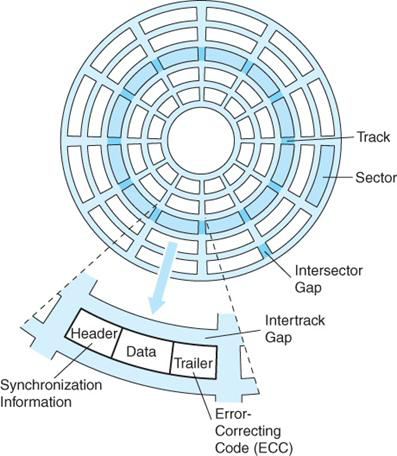 Track
Sector
Intersector
Gap
Intertrack
Gap
Header
Data
Trailer
Synchronization
Information
Error-
Correcting
Code (ECC)